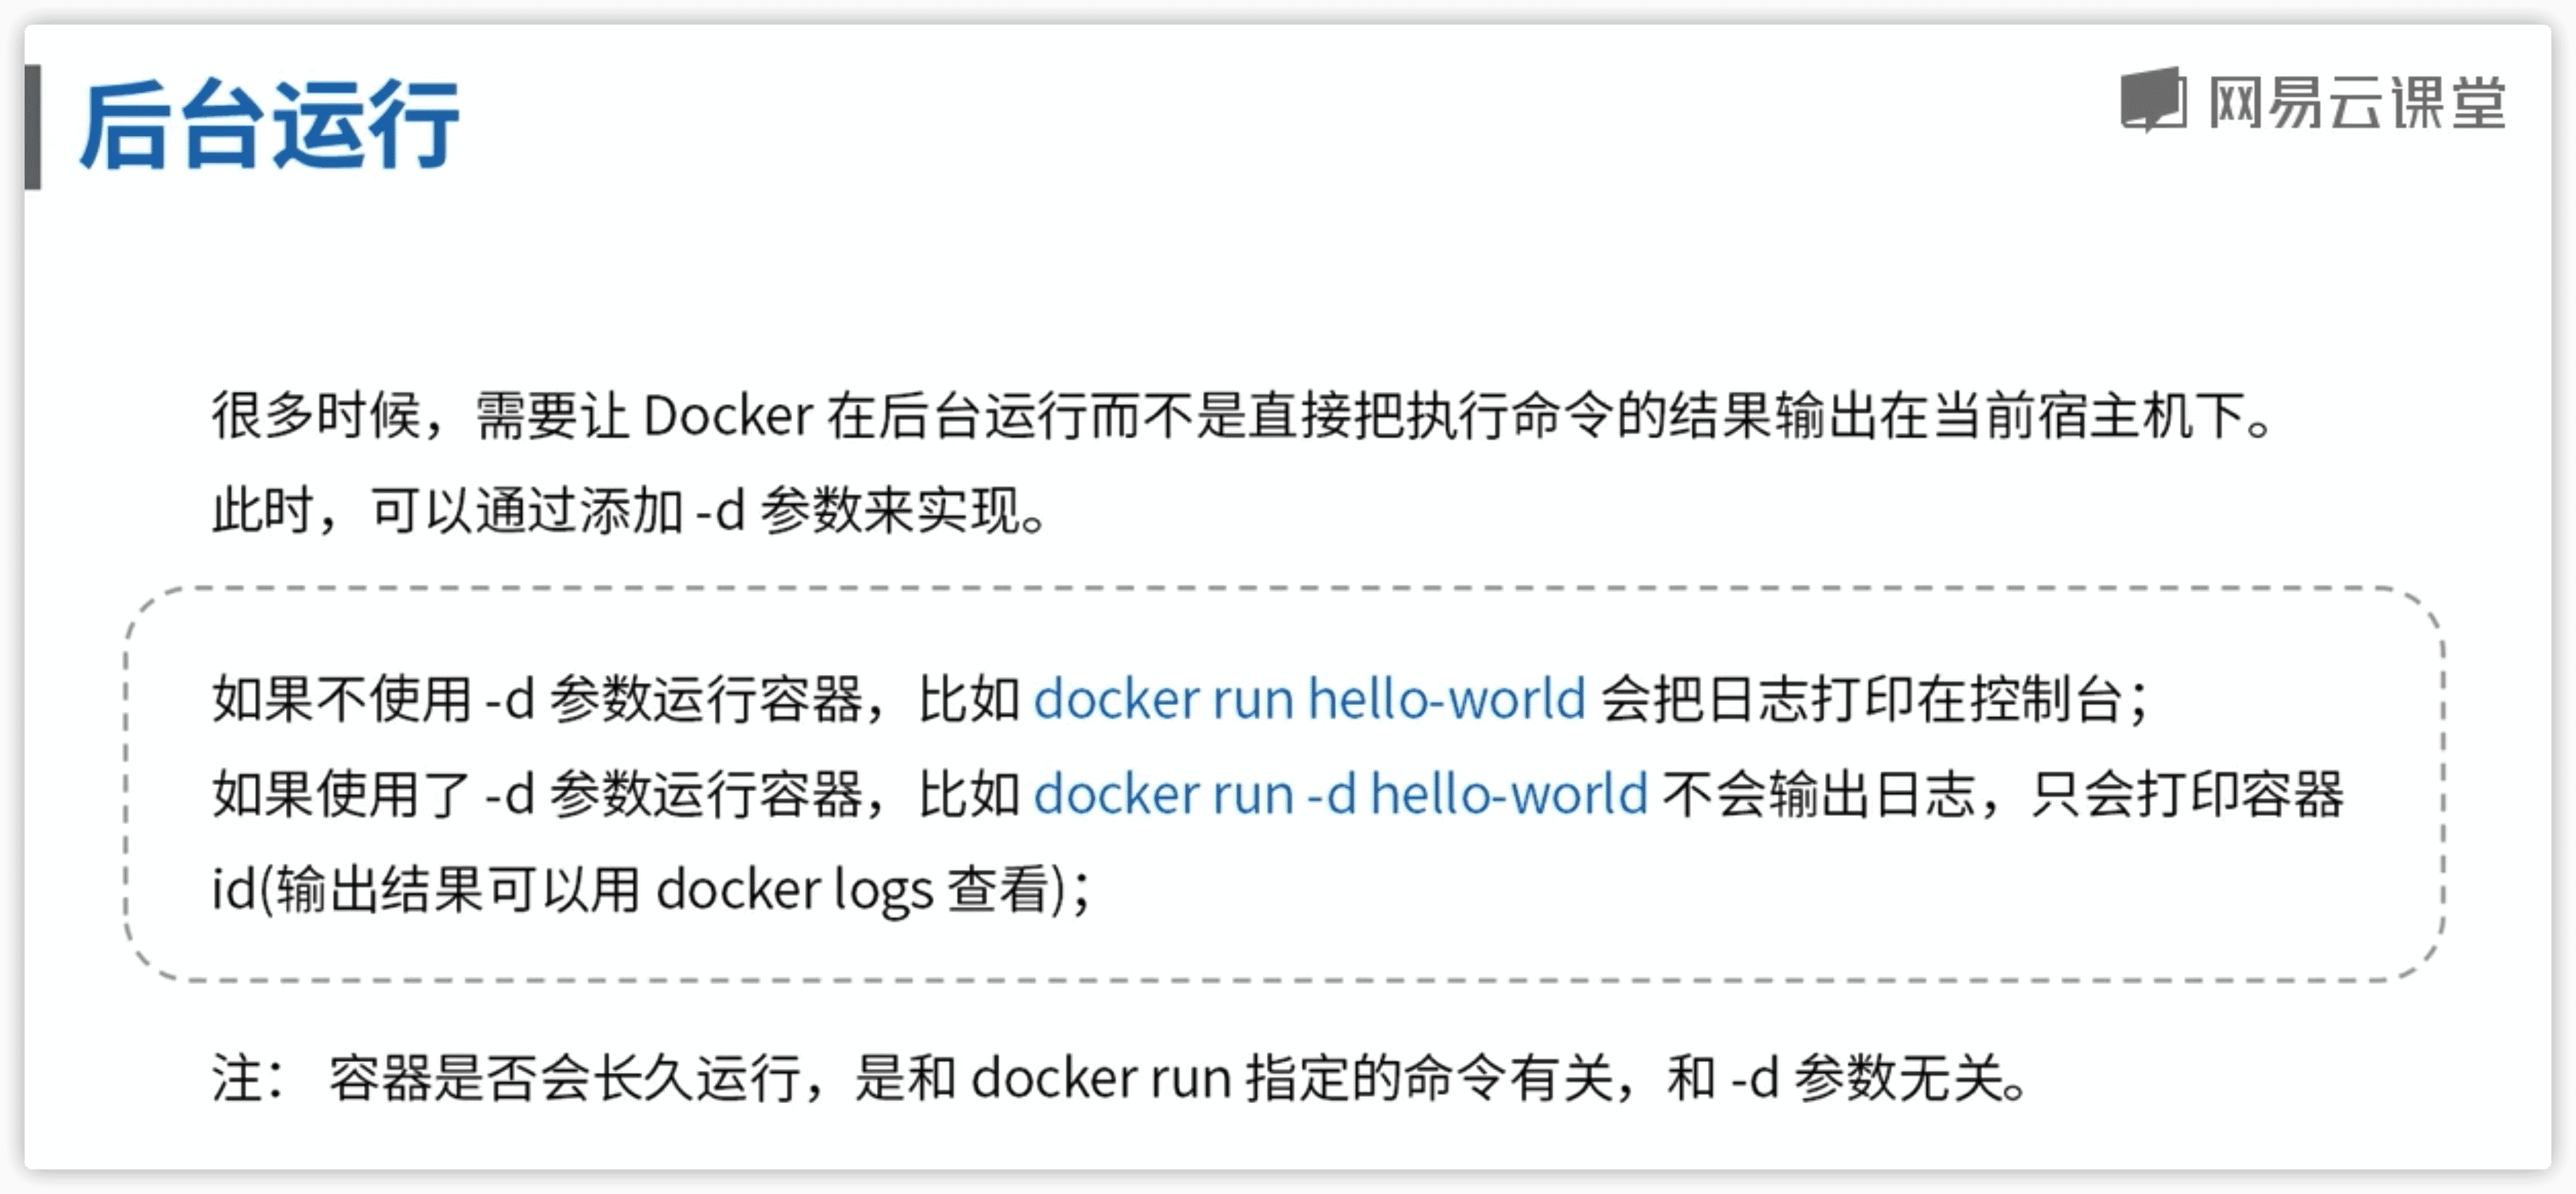 后台运行
网易云课堂
很多时候，需要让 Docker 在后台运行而不是直接把执行命令的结果输出在当前宿主机下。
此时，可以通过添加 -d 参数来实现。
如果不使用 -d 参数运行容器，比如 docker run hello-world 会把日志打印在控制台；
如果使用了 -d 参数运行容器，比如 docker run -d hello-world 不会输出日志，只会打印容器
id(输出结果可以用 docker logs 查看)；
注： 容器是否会长久运行，是和 docker run 指定的命令有关，和 -d 参数无关。